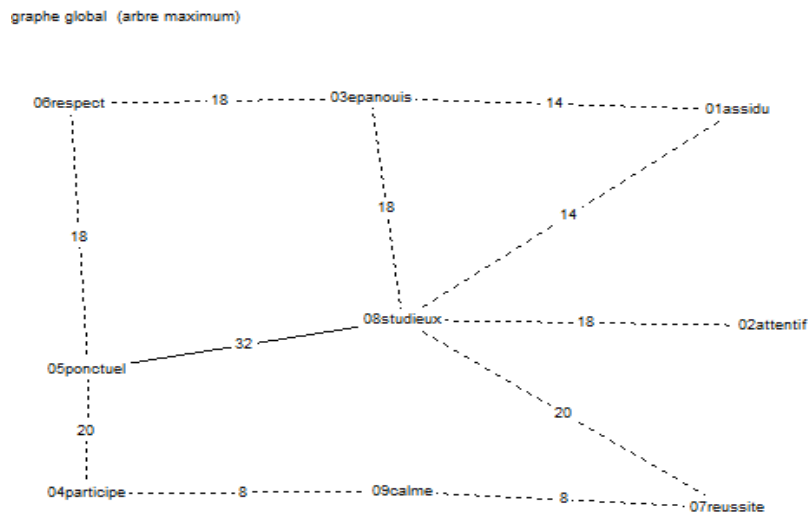 graphe global (arbre maximum)
06respect 18 03epanouis 14 01assidu
18 18 14
08studieux 18 02attentif
32
05ponctuel
20 20
04participe 8 09calme 8 07reussite